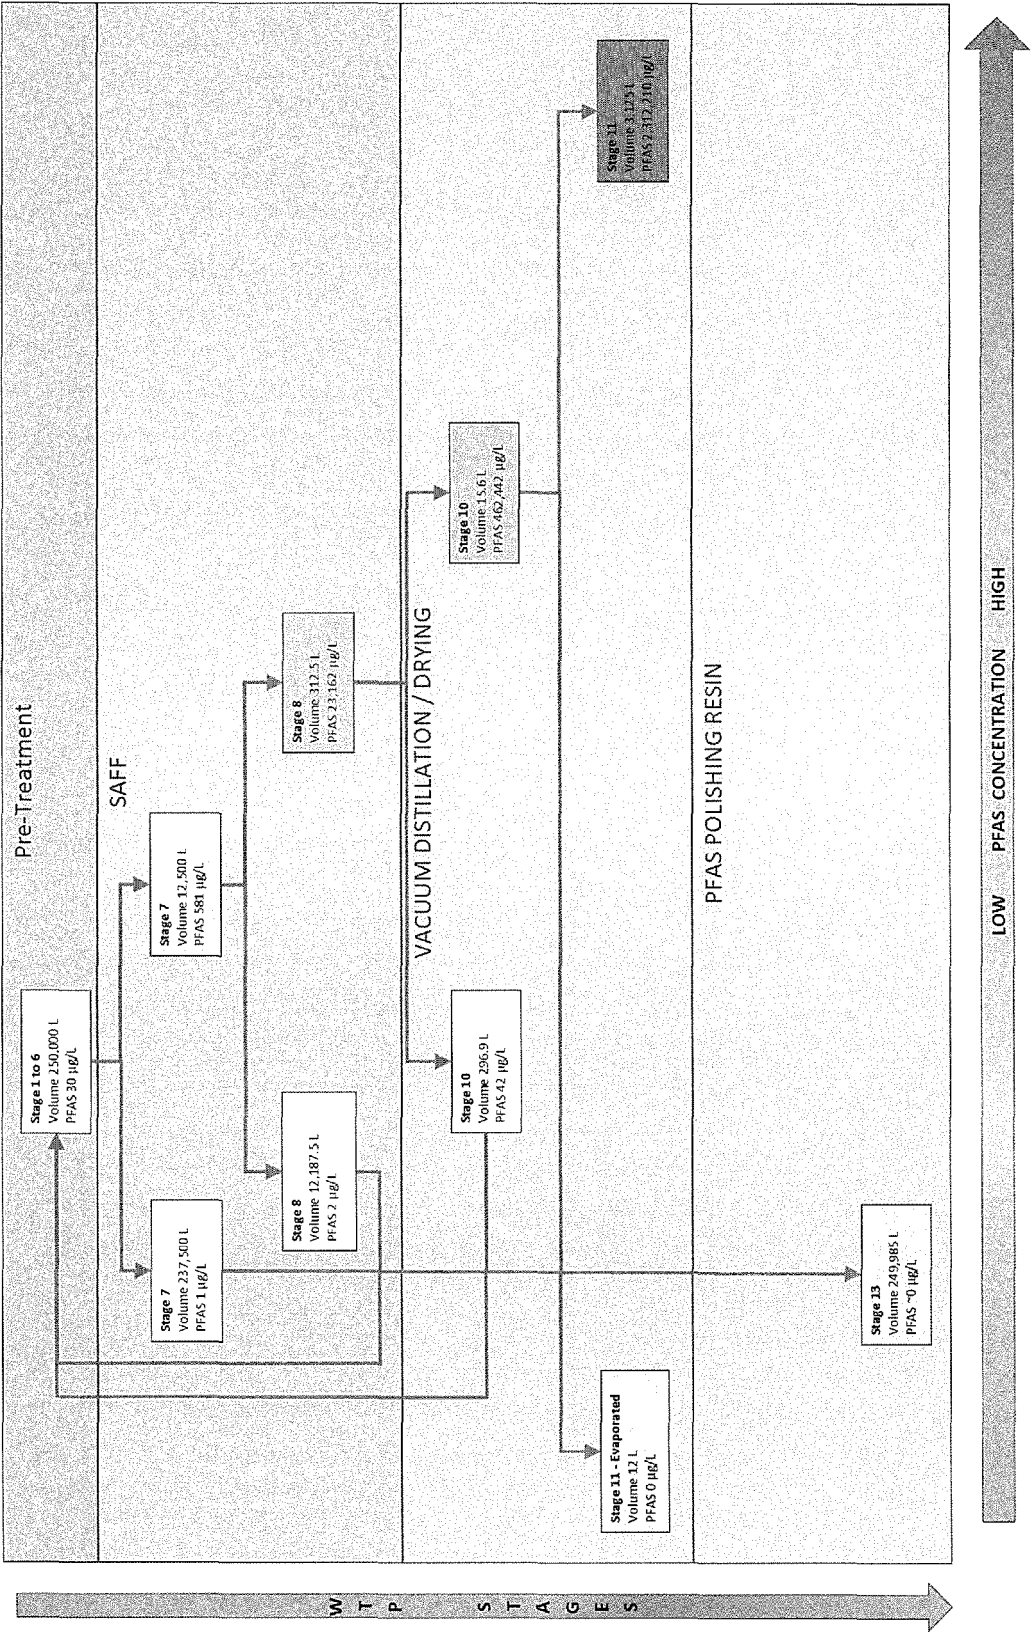 Pre-Treatment
Stage 1 to 6
Volume 250,000 L
PFAS 30 µg/L
SAFF
Stage 7
Volume 237,500 L
PFAS 1 µg/L
Stage 7
Volume 12,500 L
PFAS 581 µg/L
Stage 8
Volume 12,187.5 L
PFAS 2 µg/L
Stage 8
Volume 312.5 L
PFAS 23,162 µg/L
VACUUM DISTILLATION / DRYING
Stage 10
Volume 296.9 L
PFAS 42 µg/L
Stage 10
Volume 15.6 L
PFAS 462,442 µg/L
Stage 11 - Evaporated
Volume 12 L
PFAS 0 µg/L
Stage 11
Volume 3.125 L
PFAS 2,312,210 µg/L
PFAS POLISHING RESIN
Stage 13
Volume 249,985 L
PFAS ~0 µg/L
WTP STAGES
LOW PFAS CONCENTRATION HIGH